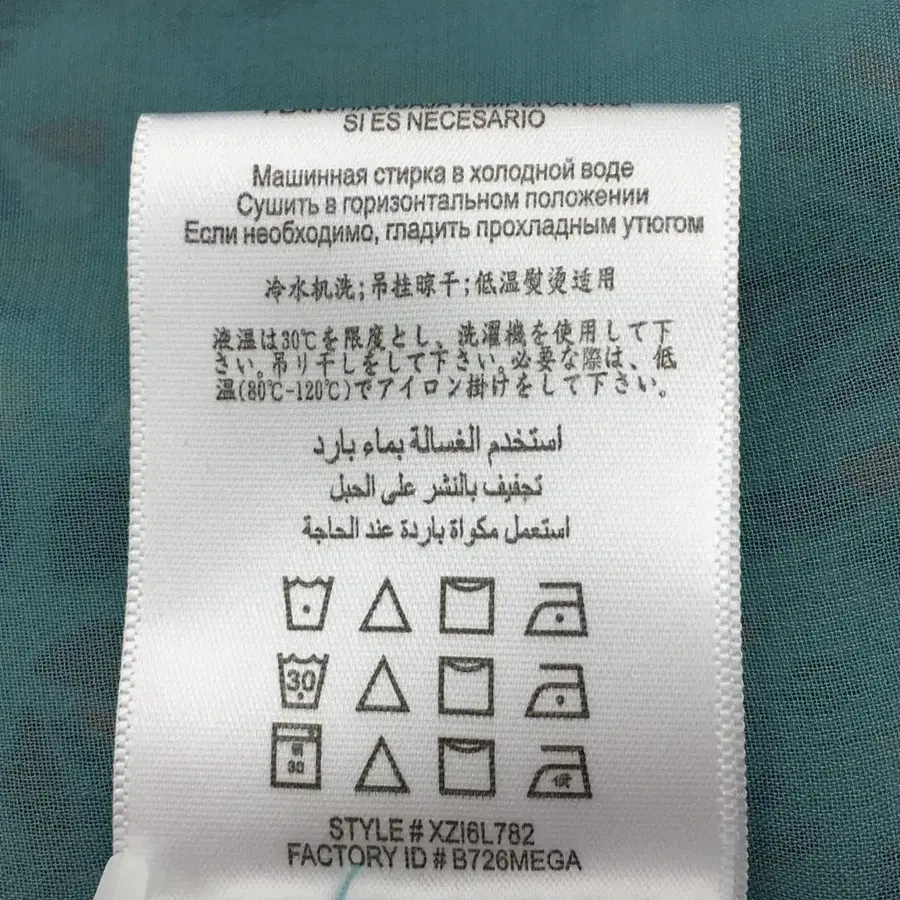 PLANCHA A BAJA TEMPERATURA
SI ES NECESARIO
Машинная стирка в холодной воде
Сушить в горизонтальном положении
Если необходимо, гладить прохладным утюгом
冷水机洗;吊挂晾干;低温熨烫适用
液温は30℃を限度とし、洗濯機を使用して下
さい。吊り干しをして下さい。必要な際は、低
温(80℃-120℃)でアイロン掛けをして下さい。
استخدم الغسالة بماء بارد
تجفيف بالنشر على الحبل
استعمل مكواة باردة عند الحاجة
30
弱
30
低
STYLE # XZI6L782
FACTORY ID # B726MEGA